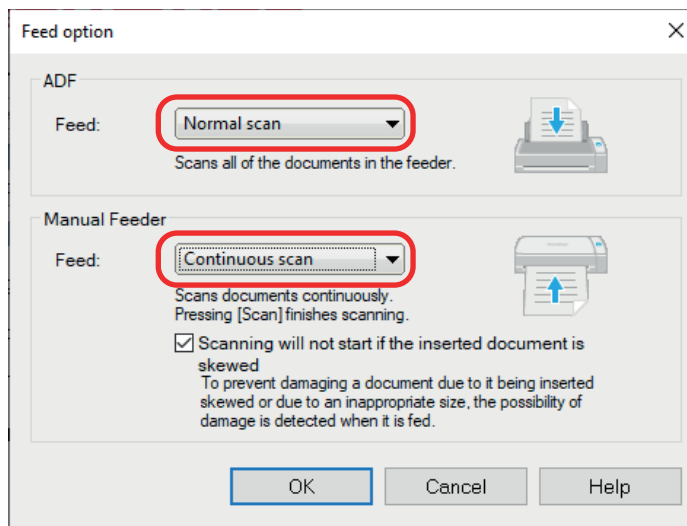 Feed option
ADF
Feed:
Normal scan
Scans all of the documents in the feeder.
Manual Feeder
Feed:
Continuous scan
Scans documents continuously.
Pressing [Scan] finishes scanning.
Scanning will not start if the inserted document is
skewed
To prevent damaging a document due to it being inserted
skewed or due to an inappropriate size, the possibility of
damage is detected when it is fed.
OK
Cancel
Help